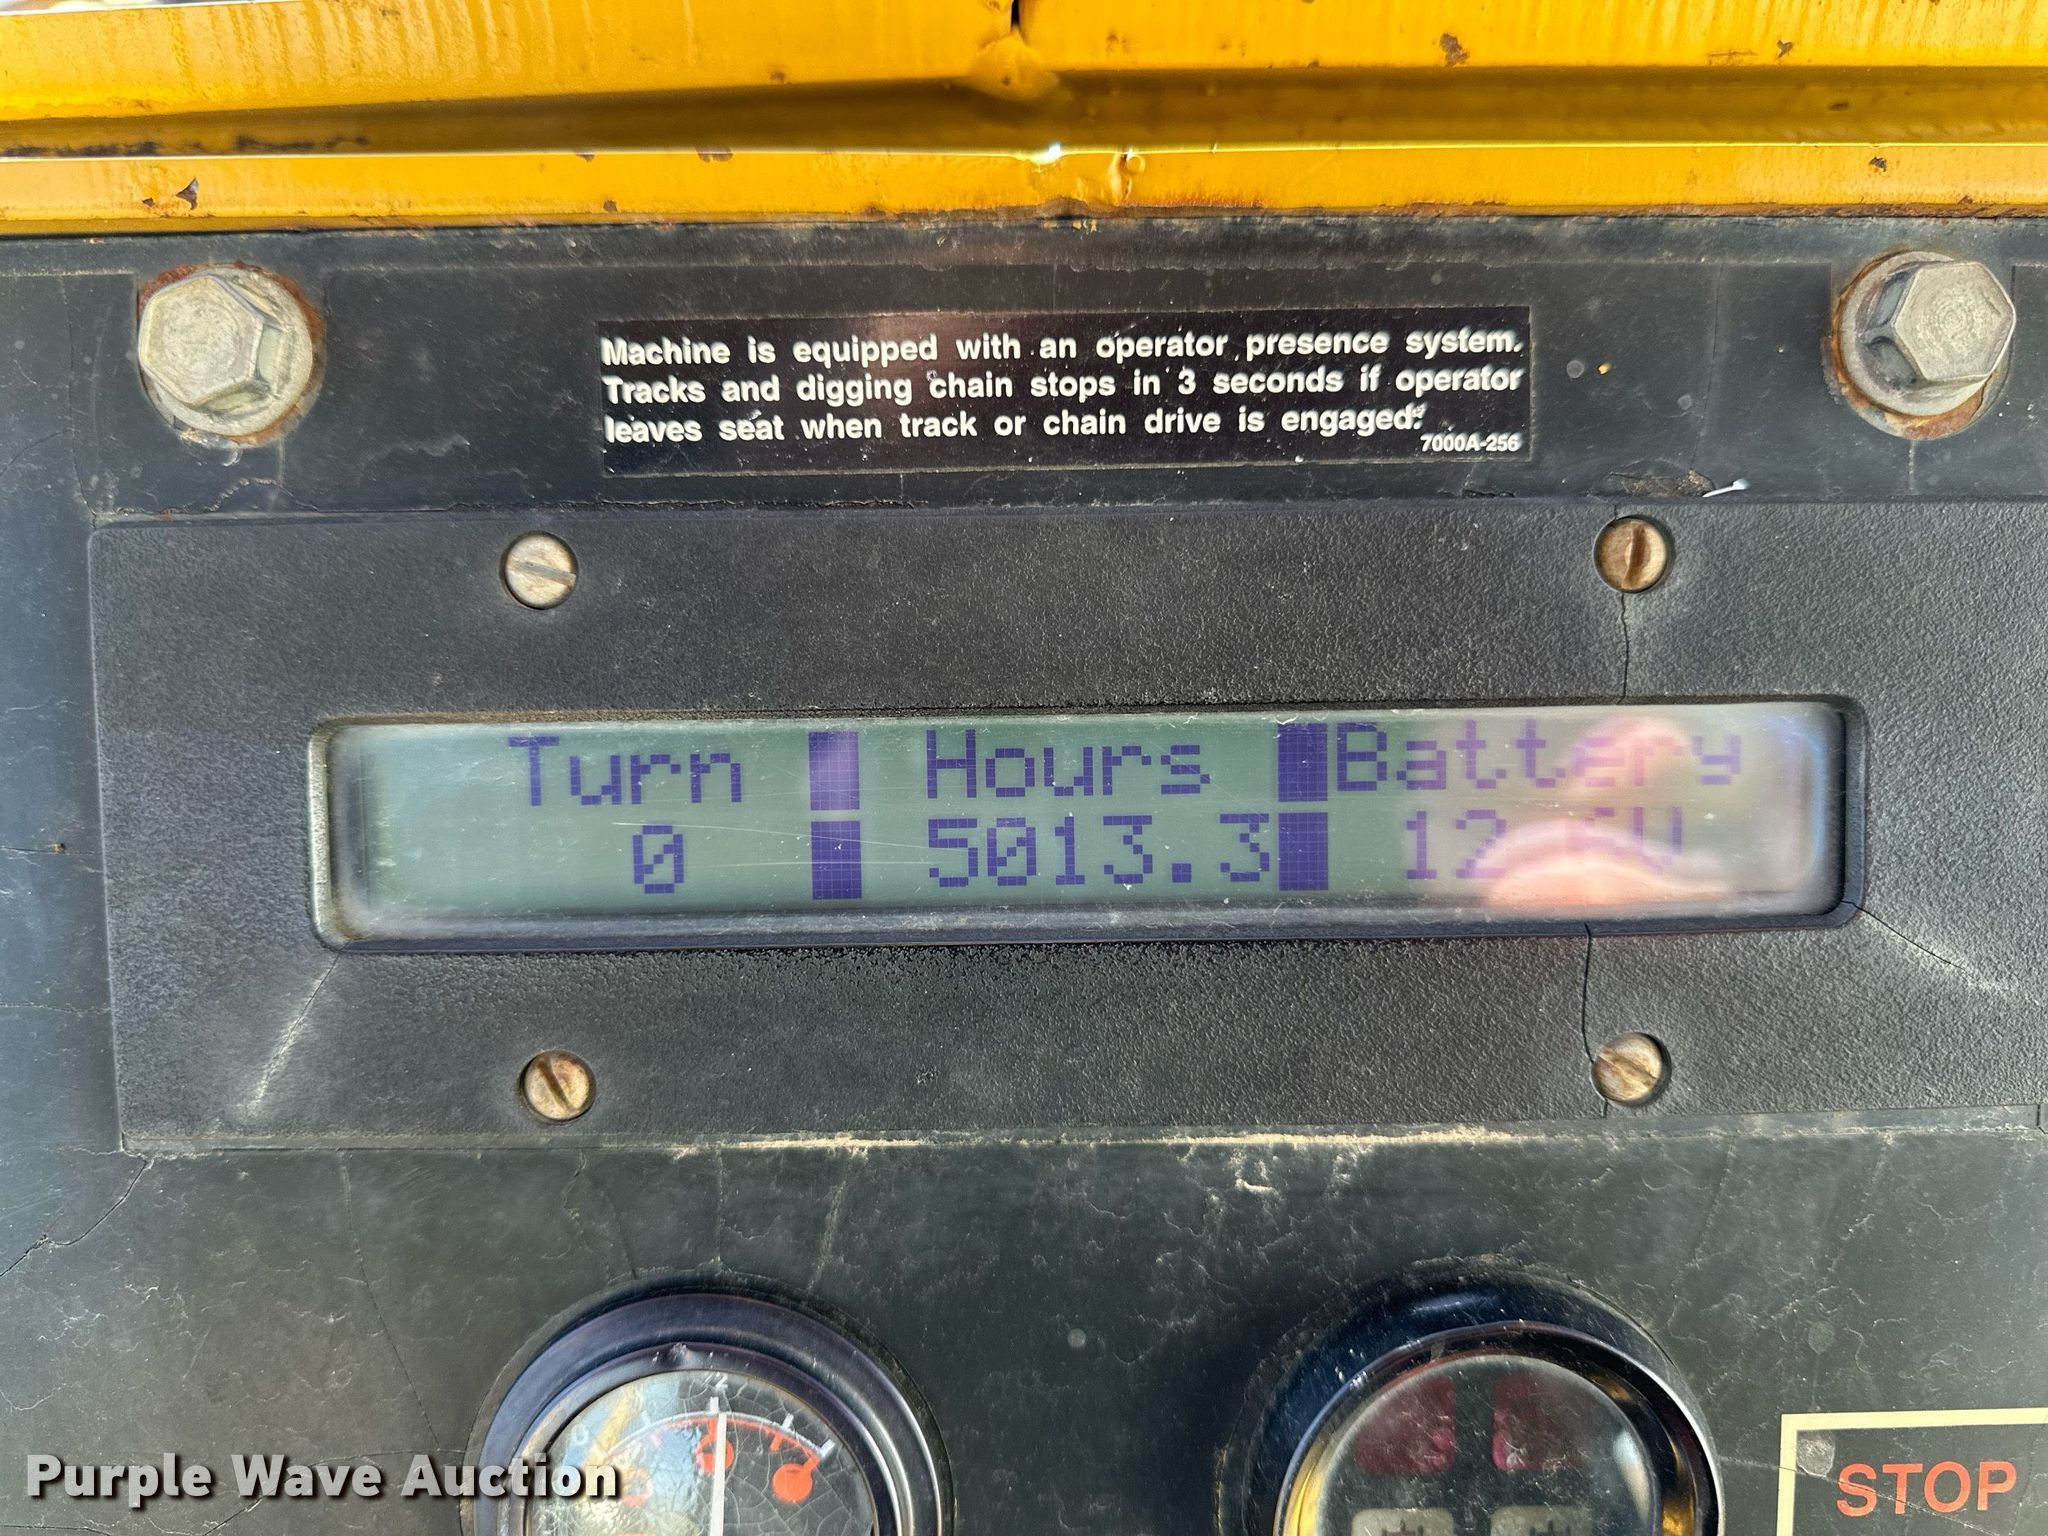 Machine is equipped with an operator presence system.
Tracks and digging chain stops in 3 seconds if operator
leaves seat when track or chain drive is engaged.
7000A-256
Turn Hours Battery
0 5013.3 12
Purple Wave Auction
STOP